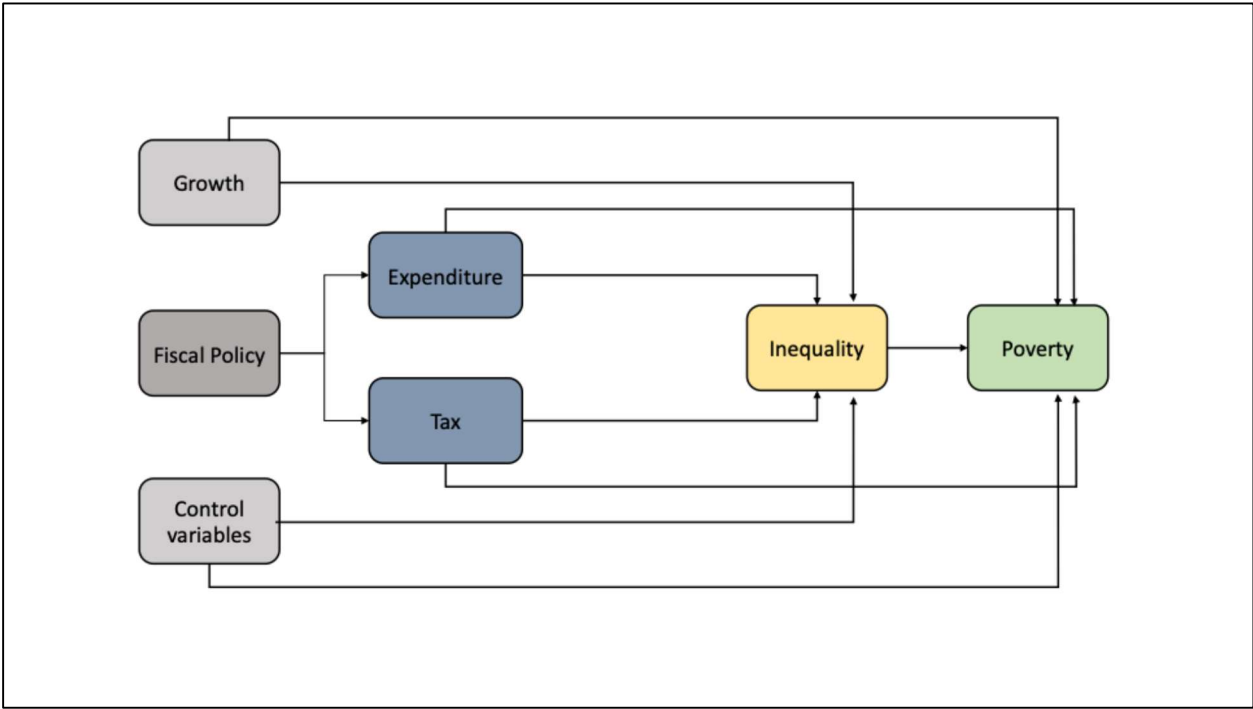 Growth
Expenditure
Fiscal Policy
Inequality
Poverty
Tax
Control
variables